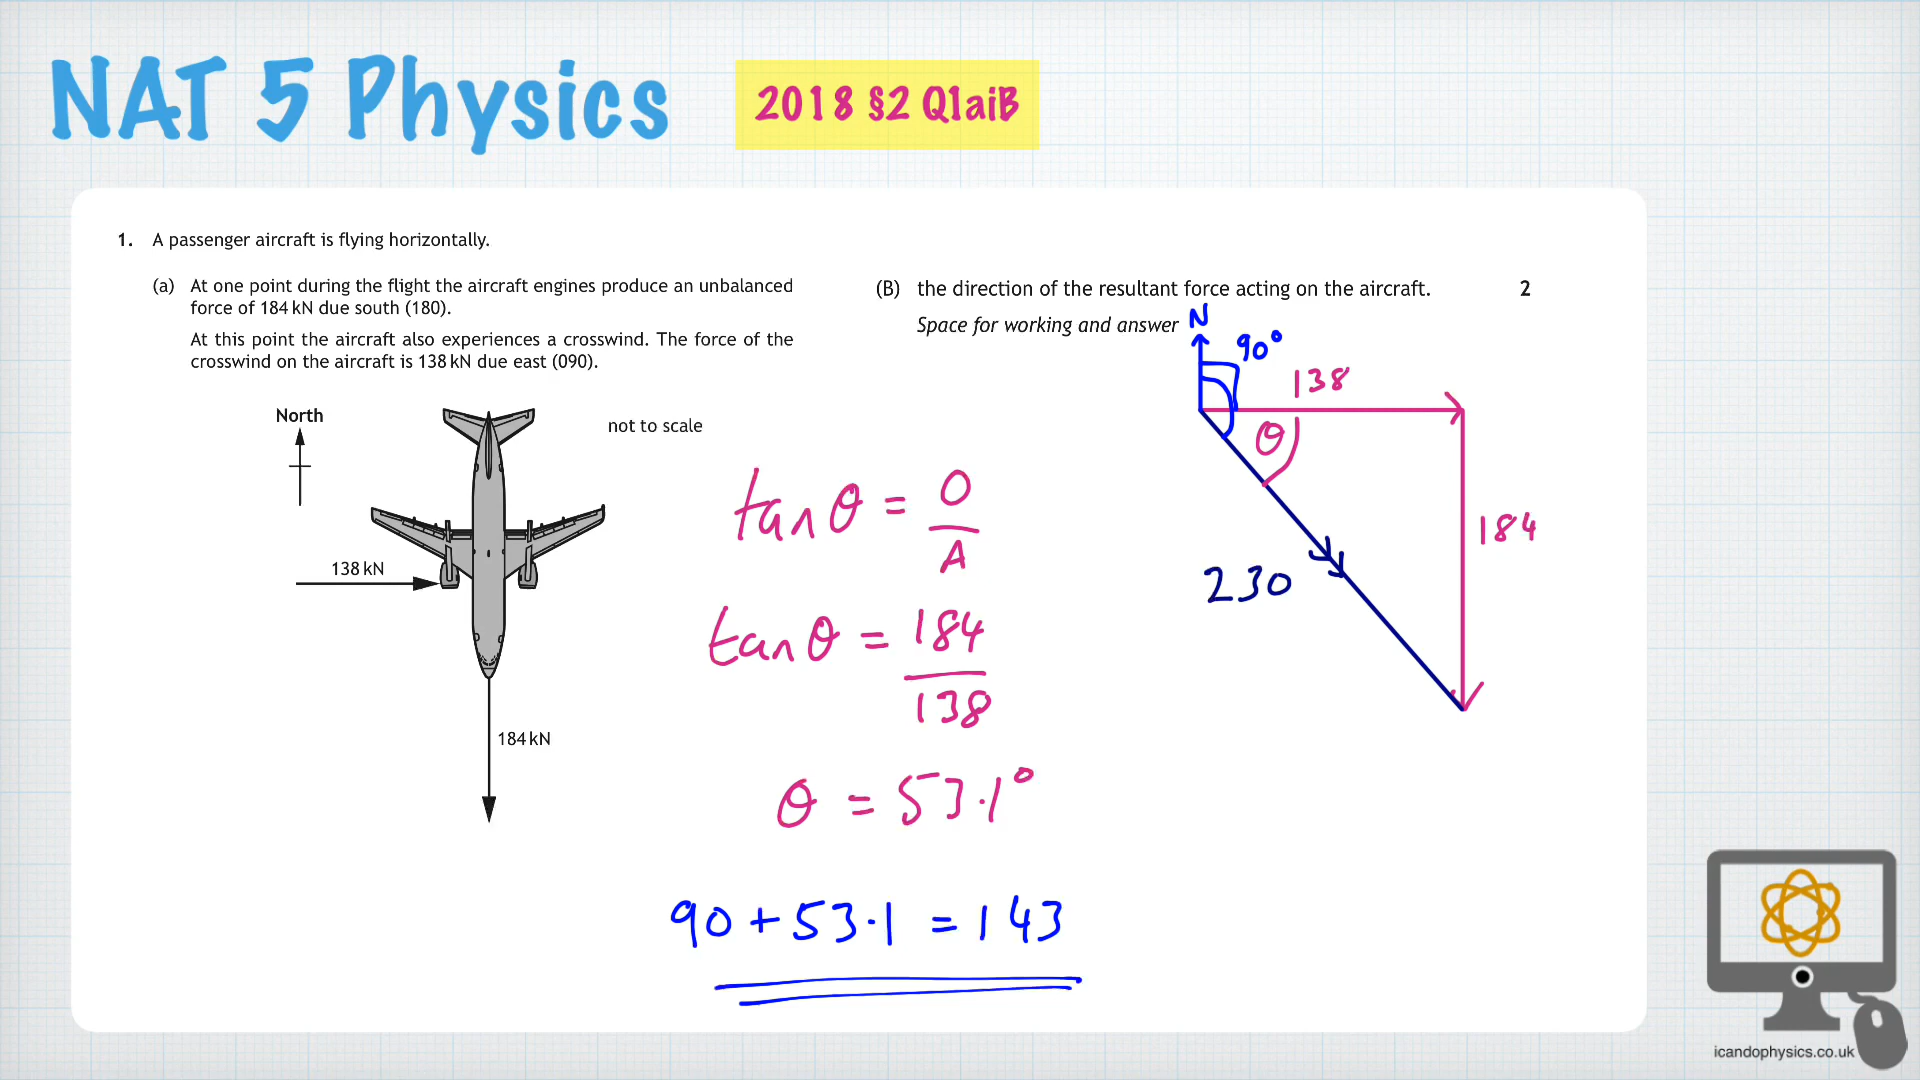 NAT 5 Physics
2018 §2 Q1aiB
1. A passenger aircraft is flying horizontally.
(a) At one point during the flight the aircraft engines produce an unbalanced
force of 184 kN due south (180).
At this point the aircraft also experiences a crosswind. The force of the
crosswind on the aircraft is 138 kN due east (090).
North
not to scale
138 kN
184 kN
(B) the direction of the resultant force acting on the aircraft. 2
Space for working and answer
N
90°
138
θ
184
230
tan θ = O/A
tan θ = 184/138
θ = 53·1°
90 + 53·1 = 143
icandophysics.co.uk